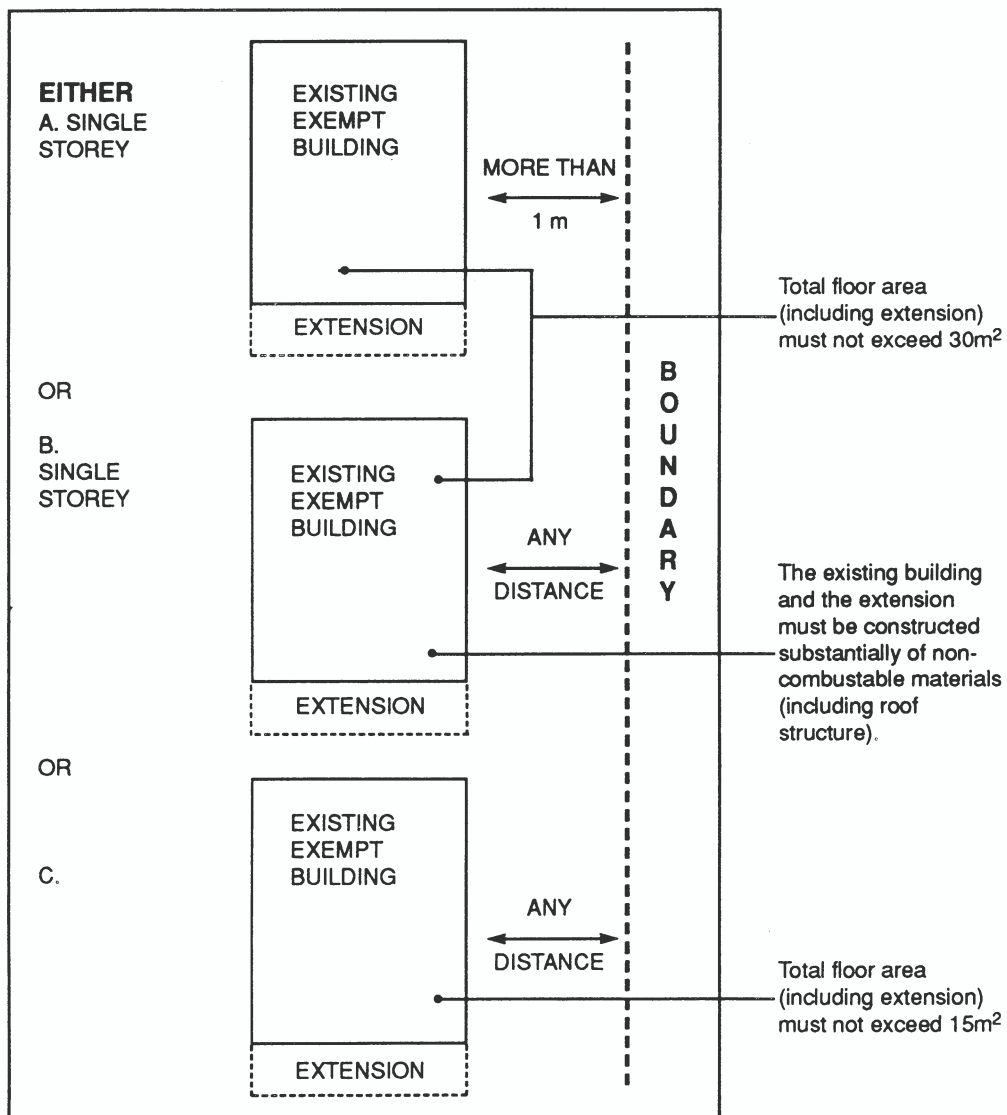 EITHER
A. SINGLE
STOREY
EXISTING
EXEMPT
BUILDING
MORE THAN
1 m
EXTENSION
Total floor area
(including extension)
must not exceed 30m²
OR
B.
SINGLE
STOREY
EXISTING
EXEMPT
BUILDING
ANY
DISTANCE
EXTENSION
BOUNDARY
The existing building
and the extension
must be constructed
substantially of non-
combustable materials
(including roof
structure).
OR
C.
EXISTING
EXEMPT
BUILDING
ANY
DISTANCE
EXTENSION
Total floor area
(including extension)
must not exceed 15m²